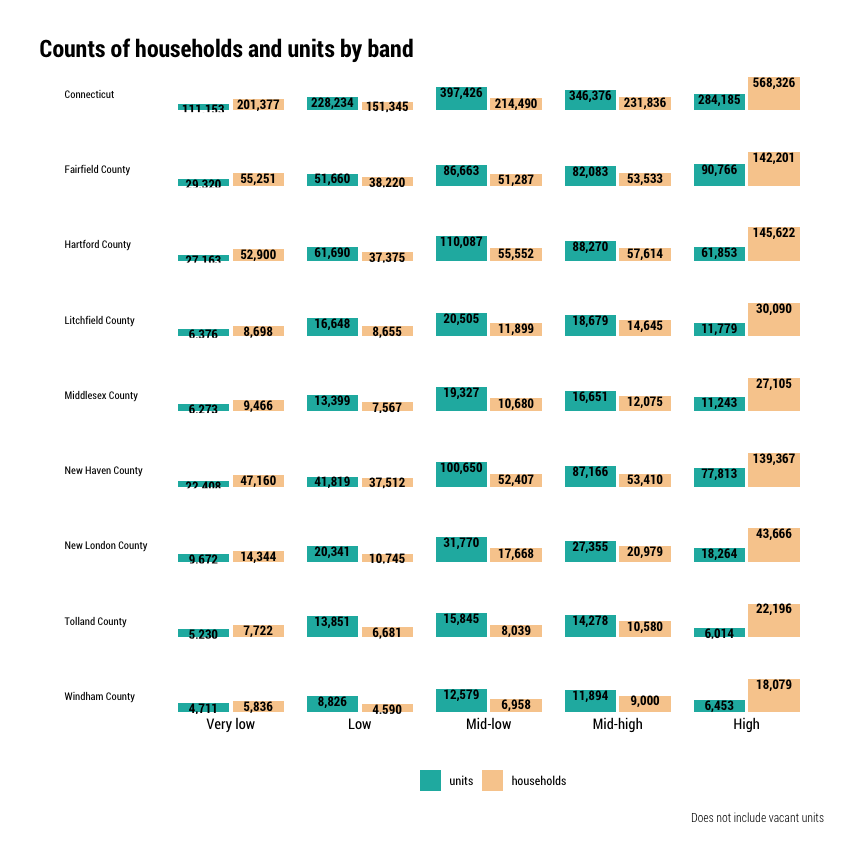 Counts of households and units by band
Connecticut 111,153 201,377 228,234 151,345 397,426 214,490 346,376 231,836 284,185 568,326
Fairfield County 29,320 55,251 51,660 38,220 86,663 51,287 82,083 53,533 90,766 142,201
Hartford County 27,163 52,900 61,690 37,375 110,087 55,552 88,270 57,614 61,853 145,622
Litchfield County 6,376 8,698 16,648 8,655 20,505 11,899 18,679 14,645 11,779 30,090
Middlesex County 6,273 9,466 13,399 7,567 19,327 10,680 16,651 12,075 11,243 27,105
New Haven County 22,408 47,160 41,819 37,512 100,650 52,407 87,166 53,410 77,813 139,367
New London County 9,672 14,344 20,341 10,745 31,770 17,668 27,355 20,979 18,264 43,666
Tolland County 5,230 7,722 13,851 6,681 15,845 8,039 14,278 10,580 6,014 22,196
Windham County 4,711 5,836 8,826 4,590 12,579 6,958 11,894 9,000 6,453 18,079
Very low Low Mid-low Mid-high High
units households
Does not include vacant units